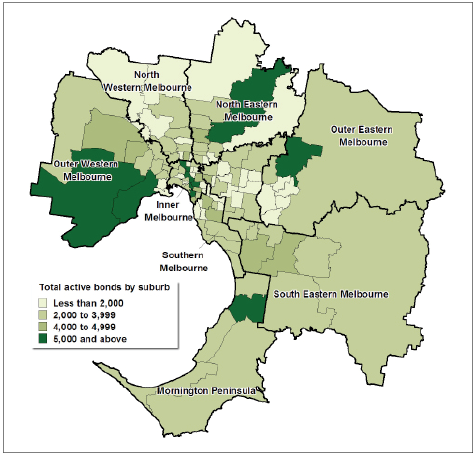 North
Western Melbourne
North Eastern
Melbourne
Outer Eastern
Melbourne
Outer Western
Melbourne
Inner
Melbourne
Southern
Melbourne
South Eastern Melbourne
Mornington Peninsula
Total active bonds by suburb
Less than 2,000
2,000 to 3,999
4,000 to 4,999
5,000 and above